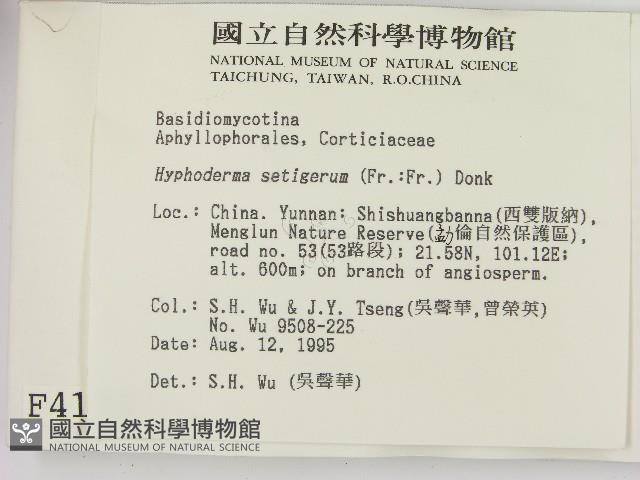 國立自然科學博物館
NATIONAL MUSEUM OF NATURAL SCIENCE
TAICHUNG, TAIWAN, R.O.CHINA
Basidiomycotina
Aphyllophorales, Corticiaceae
Hyphoderma setigerum (Fr.:Fr.) Donk
Loc.: China. Yunnan: Shishuangbanna(西雙版納),
Menglun Nature Reserve(勐倫自然保護區),
road no. 53(53路段); 21.58N, 101.12E;
alt. 600m; on branch of angiosperm.
Col.: S.H. Wu & J.Y. Tseng(吳聲華,曾榮英)
No. Wu 9508-225
Date: Aug. 12, 1995
Det.: S.H. Wu (吳聲華)
F41
國立自然科學博物館
NATIONAL MUSEUM OF NATURAL SCIENCE